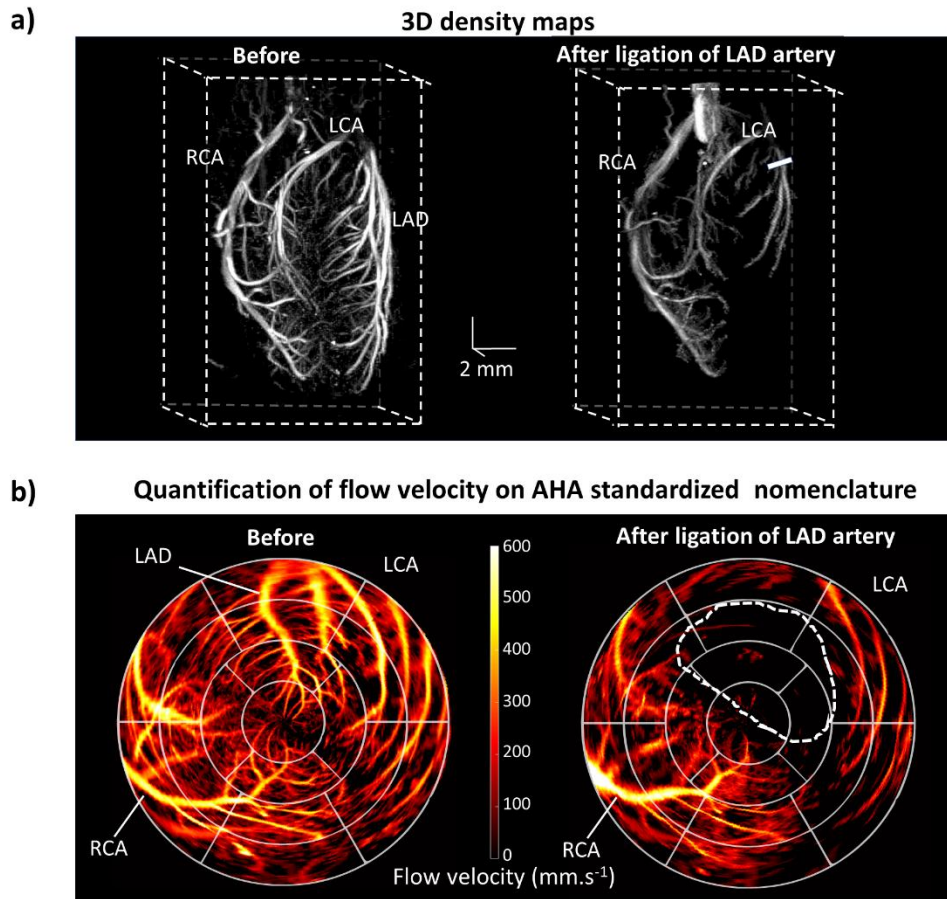 a)
3D density maps
Before
After ligation of LAD artery
LCA
RCA
LAD
LCA
RCA
2 mm
b)
Quantification of flow velocity on AHA standardized nomenclature
Before
After ligation of LAD artery
LAD
LCA
RCA
600
500
400
300
200
100
0
Flow velocity (mm.s⁻¹)
LCA
RCA